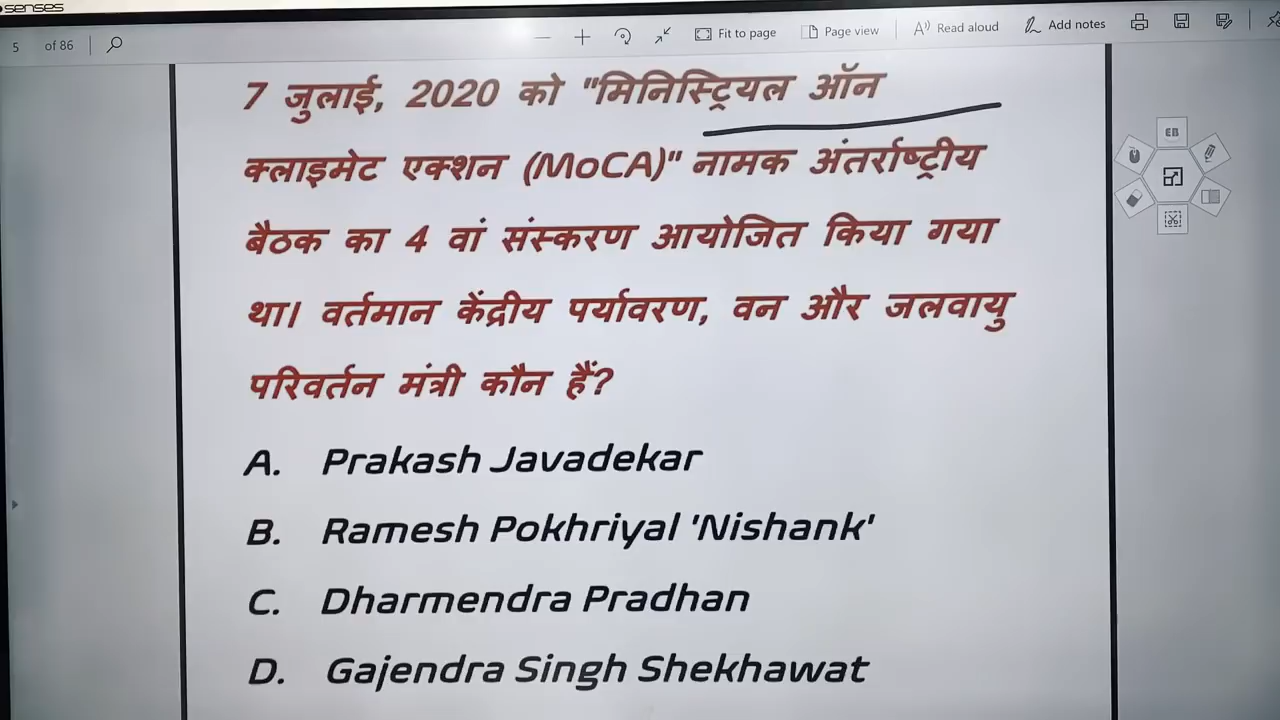 senses
5 of 86 Fit to page Page view Read aloud Add notes
7 जुलाई, 2020 को "मिनिस्ट्रियल ऑन
क्लाइमेट एक्शन (MoCA)" नामक अंतर्राष्ट्रीय
बैठक का 4 वां संस्करण आयोजित किया गया
था। वर्तमान केंद्रीय पर्यावरण, वन और जलवायु
परिवर्तन मंत्री कौन हैं?
A. Prakash Javadekar
B. Ramesh Pokhriyal 'Nishank'
C. Dharmendra Pradhan
D. Gajendra Singh Shekhawat
EB